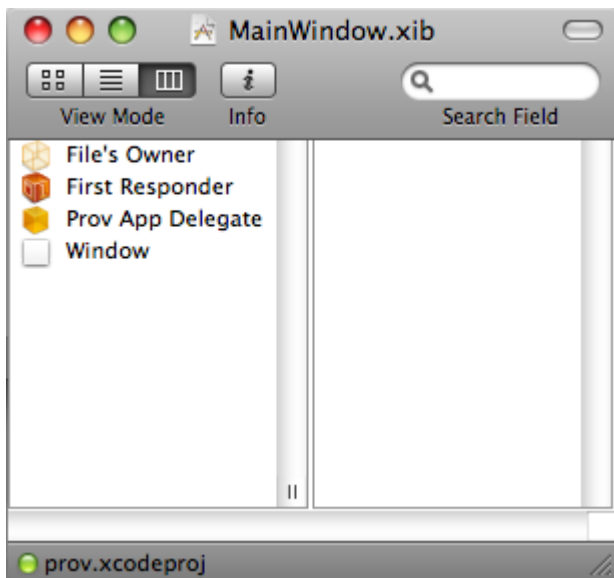 MainWindow.xib
View Mode
Info
Search Field
File's Owner
First Responder
Prov App Delegate
Window
prov.xcodeproj